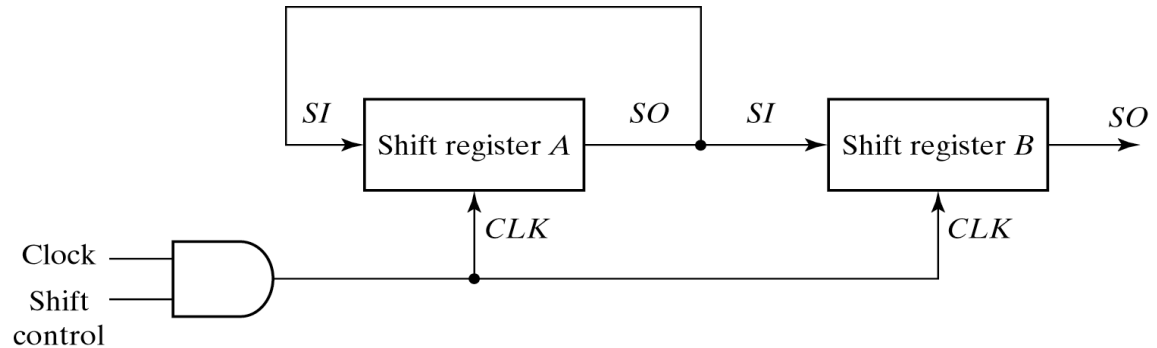 SI
SO
SI
SO
Shift register A
Shift register B
CLK
CLK
Clock
Shift
control